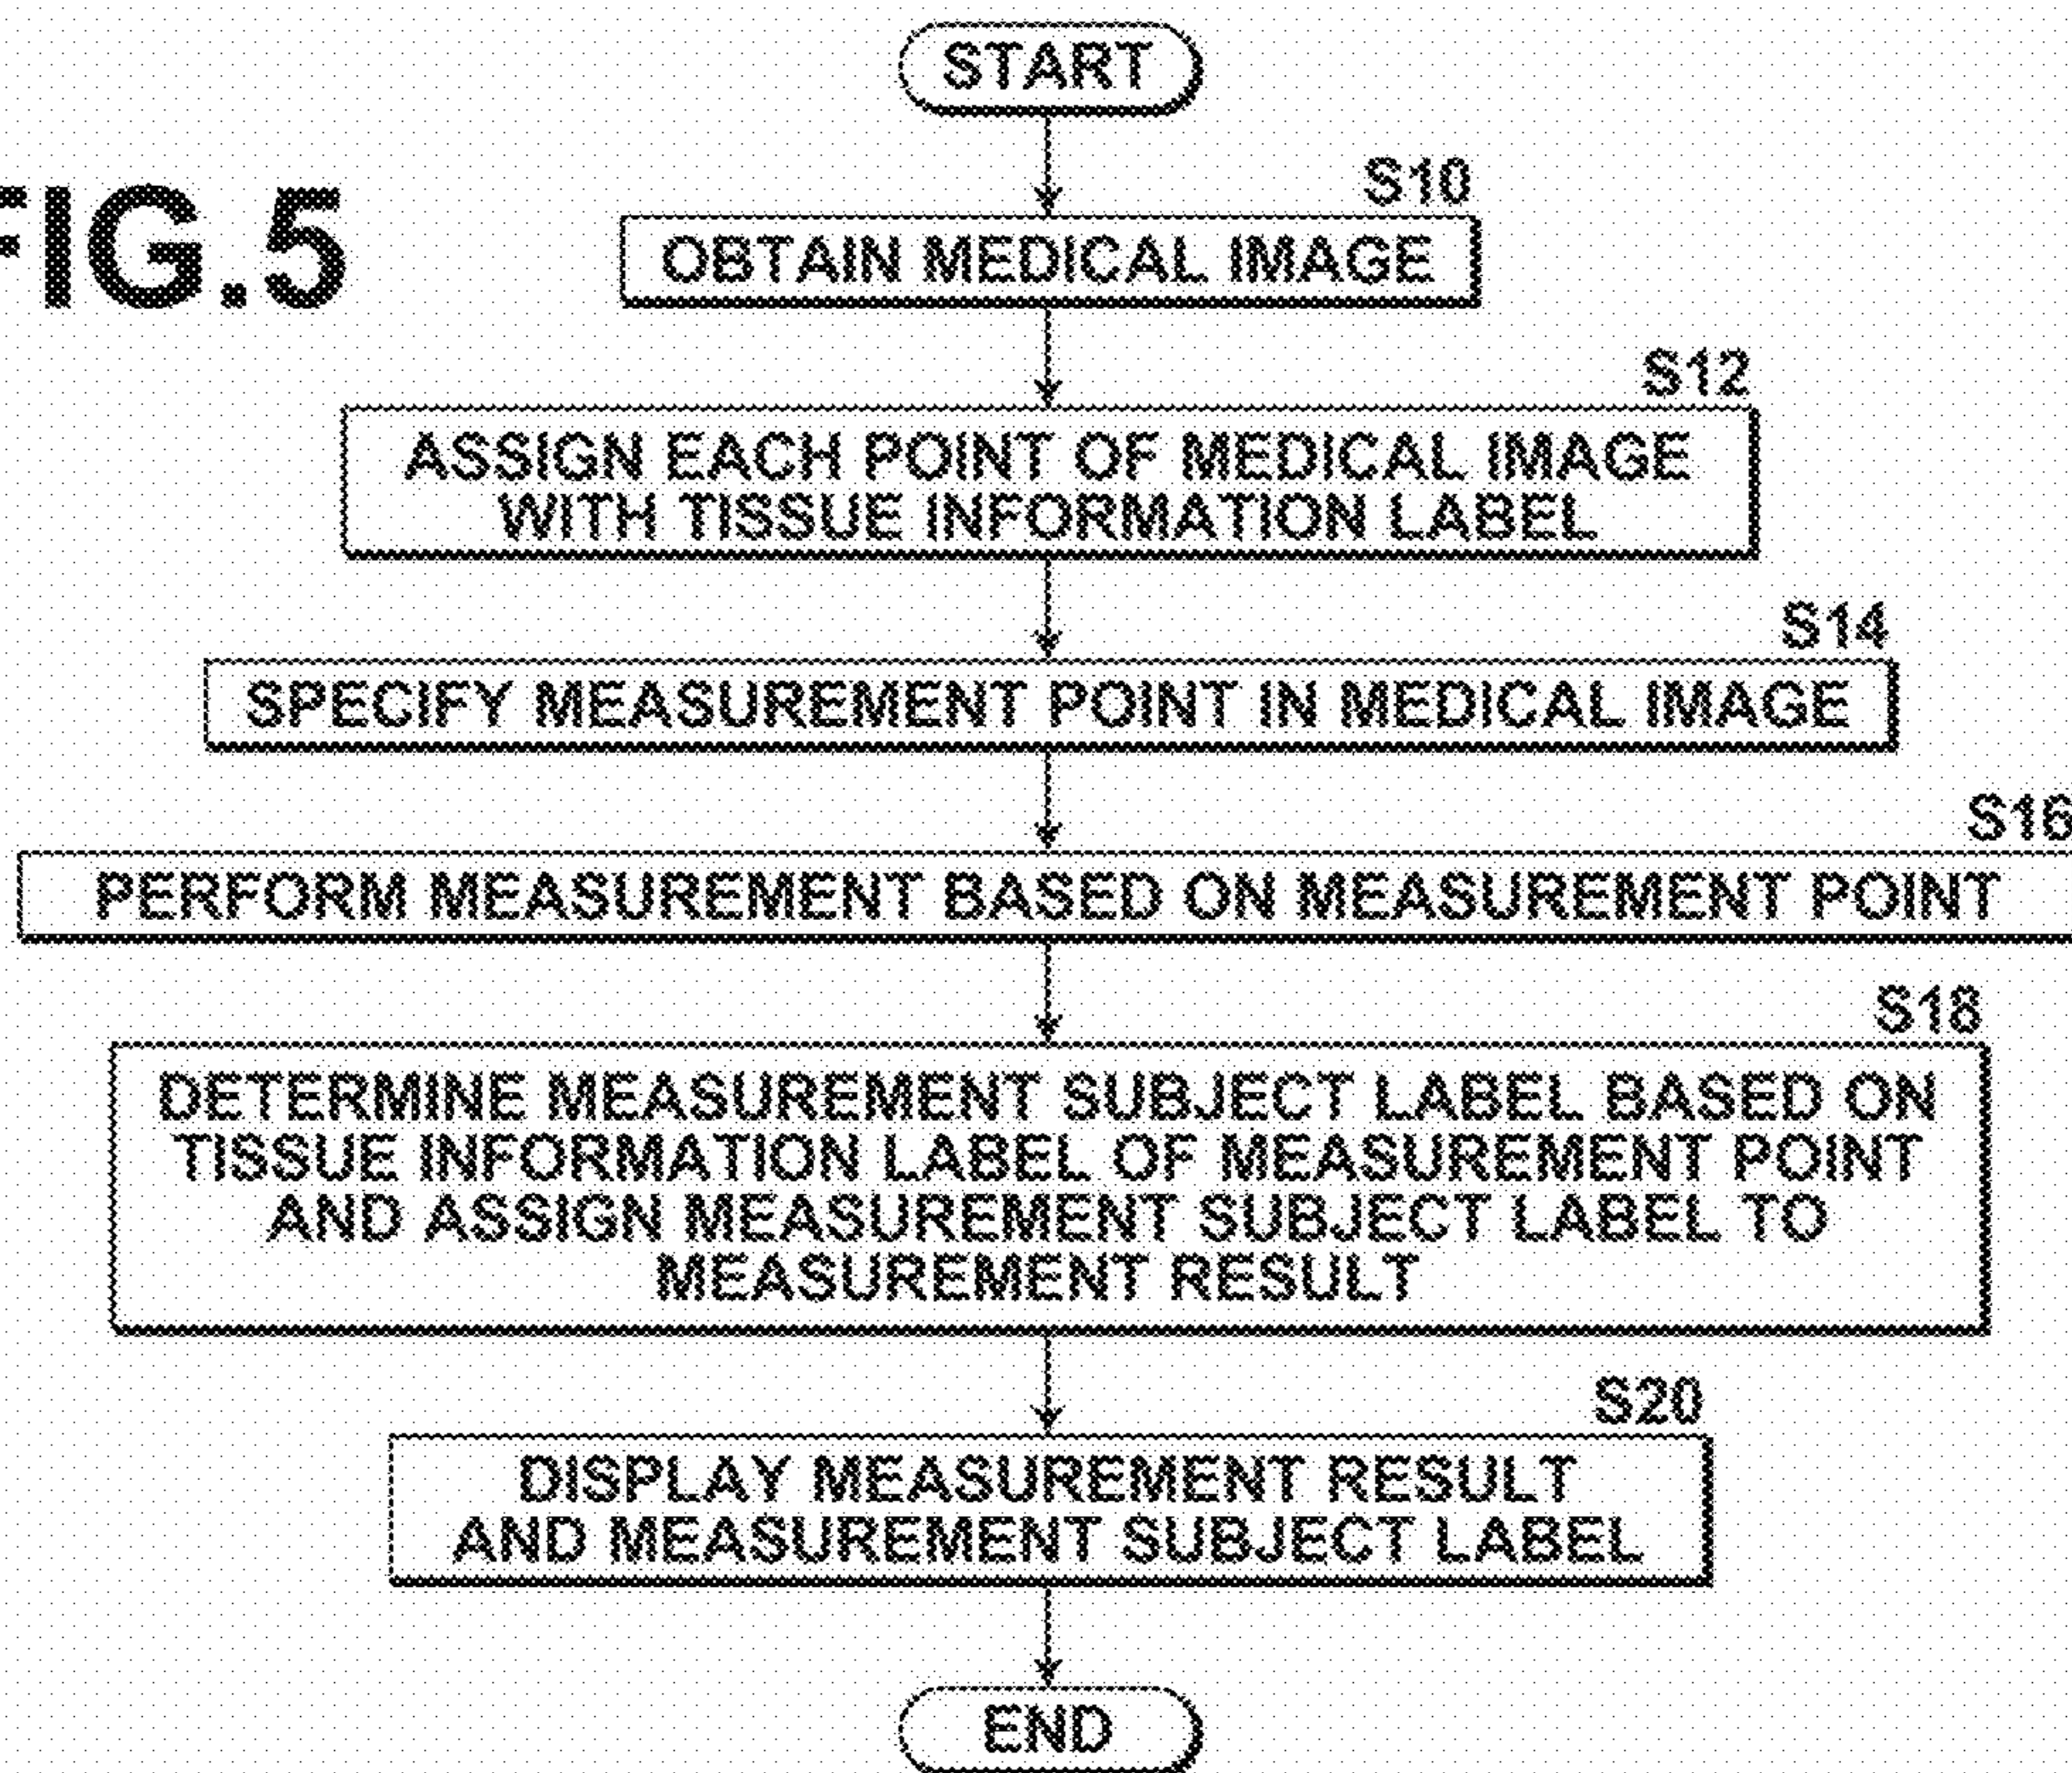 START
FIG.5
S10
OBTAIN MEDICAL IMAGE
S12
ASSIGN EACH POINT OF MEDICAL IMAGE
WITH TISSUE INFORMATION LABEL
S14
SPECIFY MEASUREMENT POINT IN MEDICAL IMAGE
S16
PERFORM MEASUREMENT BASED ON MEASUREMENT POINT
S18
DETERMINE MEASUREMENT SUBJECT LABEL BASED ON
TISSUE INFORMATION LABEL OF MEASUREMENT POINT
AND ASSIGN MEASUREMENT SUBJECT LABEL TO
MEASUREMENT RESULT
S20
DISPLAY MEASUREMENT RESULT
AND MEASUREMENT SUBJECT LABEL
END